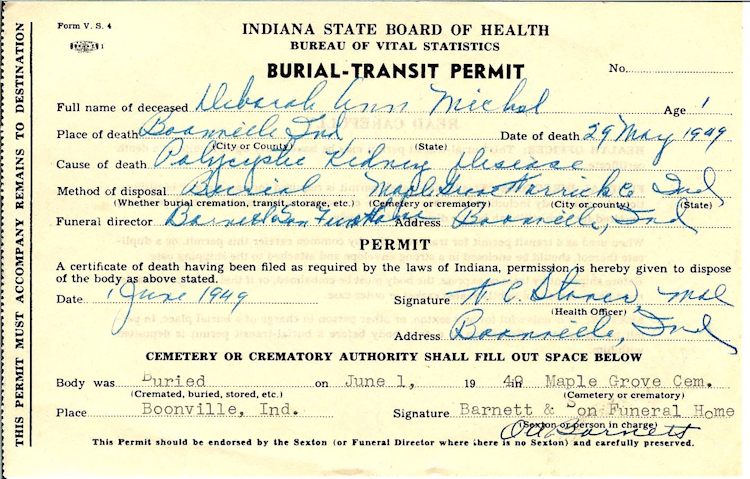 Form V. S. 4
INDIANA STATE BOARD OF HEALTH
BUREAU OF VITAL STATISTICS
BURIAL-TRANSIT PERMIT
No.
Full name of deceased Deborah Ann Michel Age 1
Place of death Boonville, Ind Date of death 29 May 1949
(City or County) (State)
Cause of death Polycystic Kidney Disease
Method of disposal Burial Maple Grove Warrick Co, Ind
(Whether burial cremation, transit, storage, etc.) (Cemetery or crematory) (City or county) (State)
Funeral director Barnett & Son Fun Home Address Boonville, Ind
PERMIT
A certificate of death having been filed as required by the laws of Indiana, permission is hereby given to dispose
of the body as above stated.
Date 1 June 1949 Signature
(Health Officer)
Address Boonville, Ind
CEMETERY OR CREMATORY AUTHORITY SHALL FILL OUT SPACE BELOW
Body was Buried on June 1, 19 49 in Maple Grove Cem.
(Cremated, buried, stored, etc.) (Cemetery or crematory)
Place Boonville, Ind. Signature Barnett & Son Funeral Home
(Sexton or person in charge)
Barnett
This Permit should be endorsed by the Sexton (or Funeral Director where there is no Sexton) and carefully preserved.
THIS PERMIT MUST ACCOMPANY REMAINS TO DESTINATION